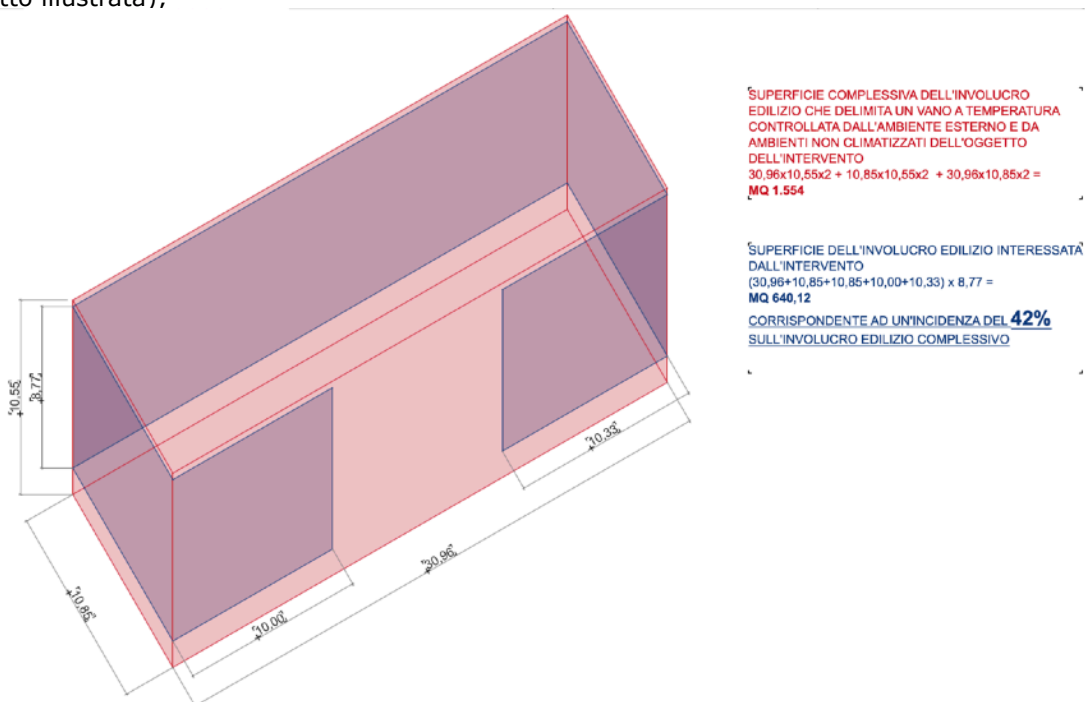 tto illustrata),
SUPERFICIE COMPLESSIVA DELL'INVOLUCRO
EDILIZIO CHE DELIMITA UN VANO A TEMPERATURA
CONTROLLATA DALL'AMBIENTE ESTERNO E DA
AMBIENTI NON CLIMATIZZATI DELL'OGGETTO
DELL'INTERVENTO
30,96x10,55x2 + 10,85x10,55x2 + 30,96x10,85x2 =
MQ 1.554
SUPERFICIE DELL'INVOLUCRO EDILIZIO INTERESSATA
DALL'INTERVENTO
(30,96+10,85+10,85+10,00+10,33) x 8,77 =
MQ 640,12
CORRISPONDENTE AD UN'INCIDENZA DEL 42%
SULL'INVOLUCRO EDILIZIO COMPLESSIVO
10,55
8,77
10,33
30,96
10,00
10,85